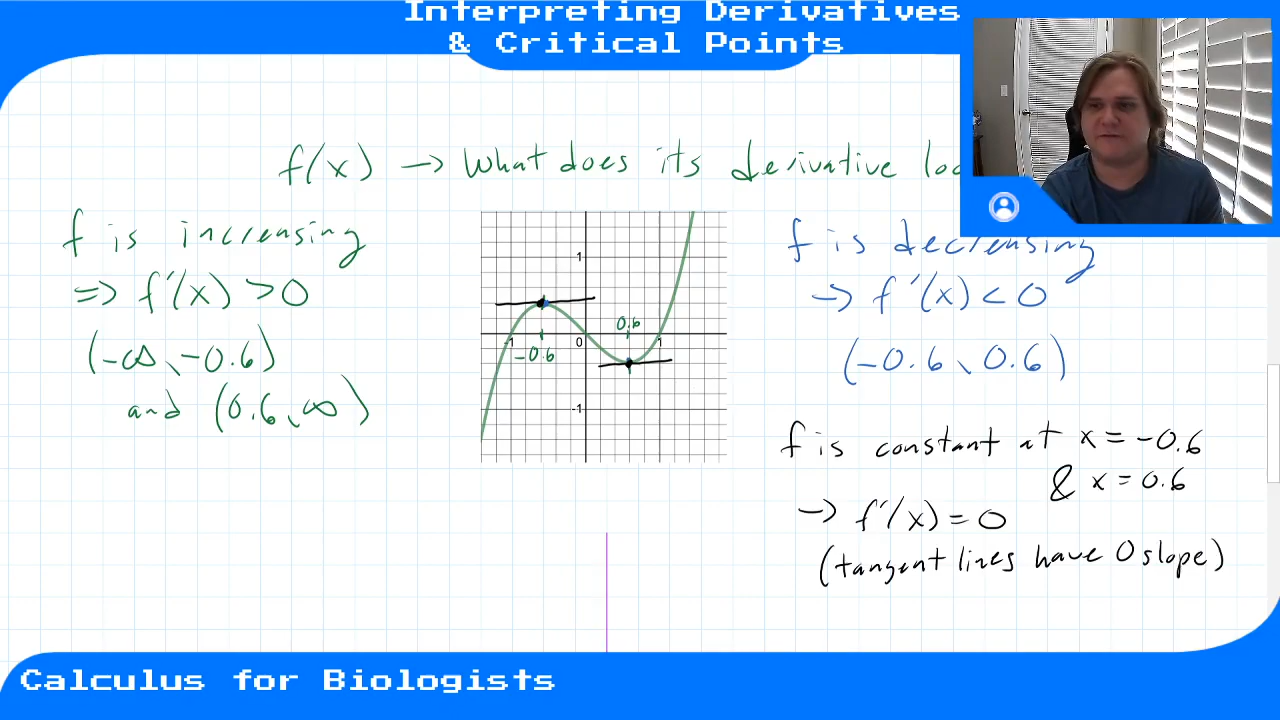 Interpreting Derivatives
& Critical Points
f(x) → What does its derivative
f is increasing
⇒ f'(x) > 0
(-∞, -0.6)
and (0.6, ∞)
1
0.6
-1
0
1
-0.6
-1
f is decreasing
→ f'(x) < 0
(-0.6, 0.6)
f is constant at x = -0.6
& x = 0.6
→ f'(x) = 0
(tangent lines have 0 slope)
Calculus for Biologists